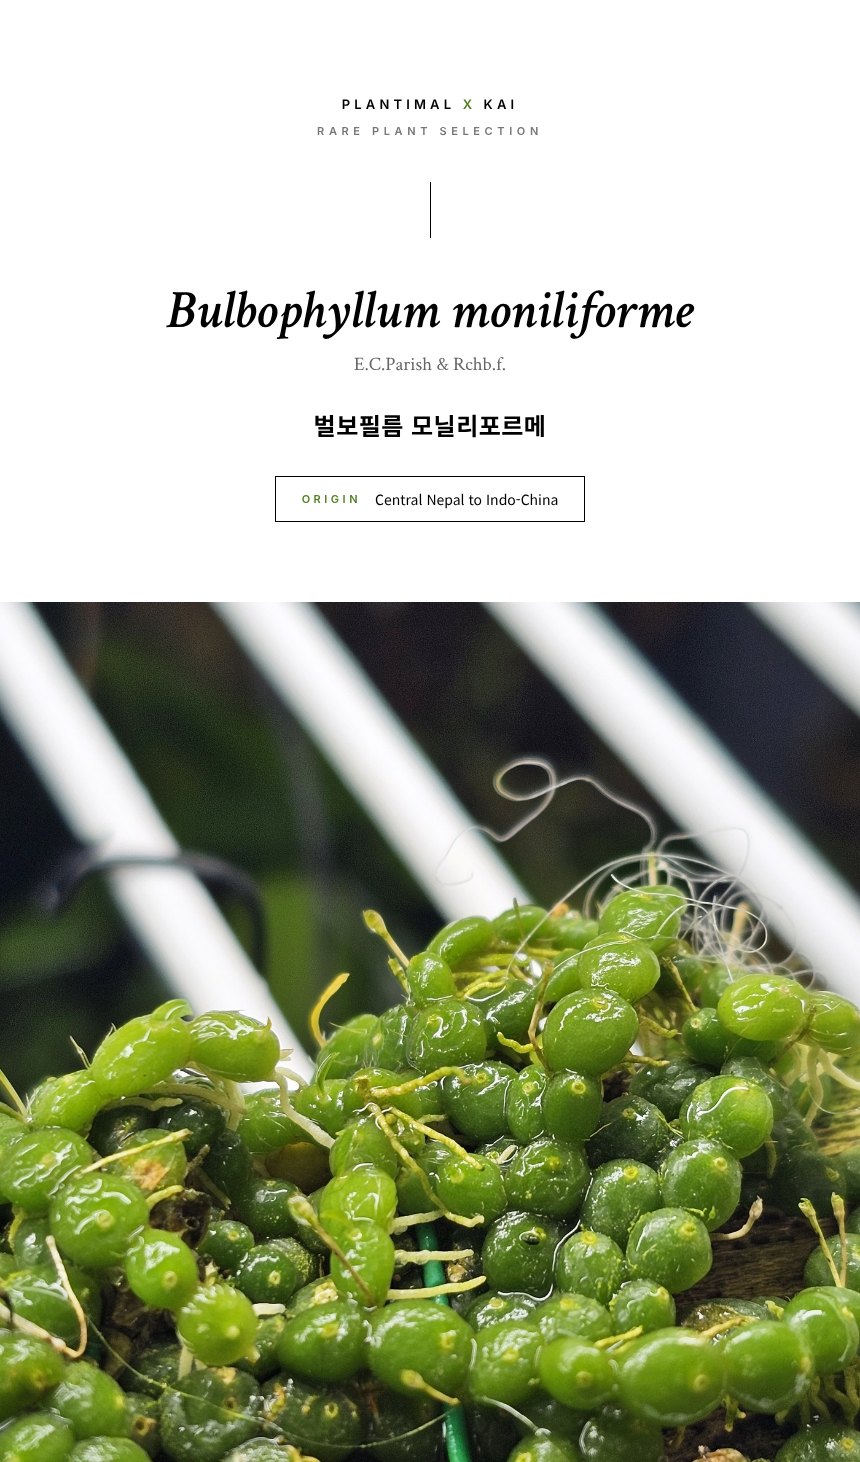 PLANTIMAL X KAI
RARE PLANT SELECTION
Bulbophyllum moniliforme
E.C.Parish & Rchb.f.
벌보필름 모닐리포르메
ORIGIN Central Nepal to Indo-China